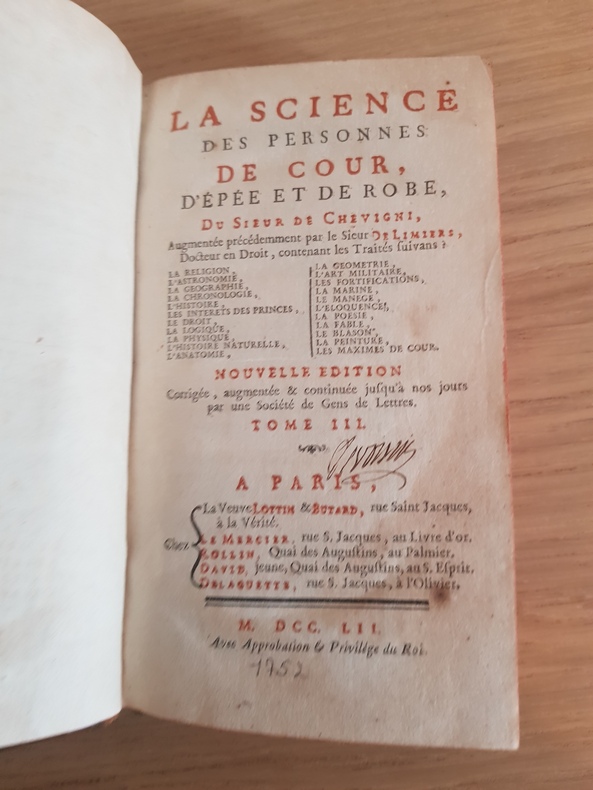 LA SCIENCE
DES PERSONNES
DE COUR,
D'ÉPÉE ET DE ROBE,
DU SIEUR DE CHEVIGNI,
Augmentée précédemment par le Sieur DE LIMIERS,
Docteur en Droit, contenant les Traités suivans :
LA RELIGION,
L'ASTRONOMIE,
LA GEOGRAPHIE,
LA CHRONOLOGIE,
L'HISTOIRE,
LES INTERETS DES PRINCES,
LE DROIT,
LA LOGIQUE,
LA PHYSIQUE,
L'HISTOIRE NATURELLE,
L'ANATOMIE,
LA GEOMETRIE,
L'ART MILITAIRE,
LES FORTIFICATIONS,
LA MARINE,
LE MANEGE,
L'ELOQUENCE,
LA POESIE,
LA FABLE,
LE BLASON,
LA PEINTURE,
LES MAXIMES DE COUR.
NOUVELLE EDITION
Corrigée, augmentée & continuée jusqu'à nos jours
par une Société de Gens de Lettres.
TOME III.
A PARIS,
Chez
La Veuve LOTTIN & BUTARD, rue Saint Jacques,
à la Vérité.
LE MERCIER, rue S. Jacques, au Livre d'or.
ROLLIN, Quai des Augustins, au Palmier.
DAVID, jeune, Quai des Augustins, au S. Esprit.
DELAGUETTE, rue S. Jacques, à l'Olivier.
M. DCC. LII.
Avec Approbation & Privilége du Roi.
1752